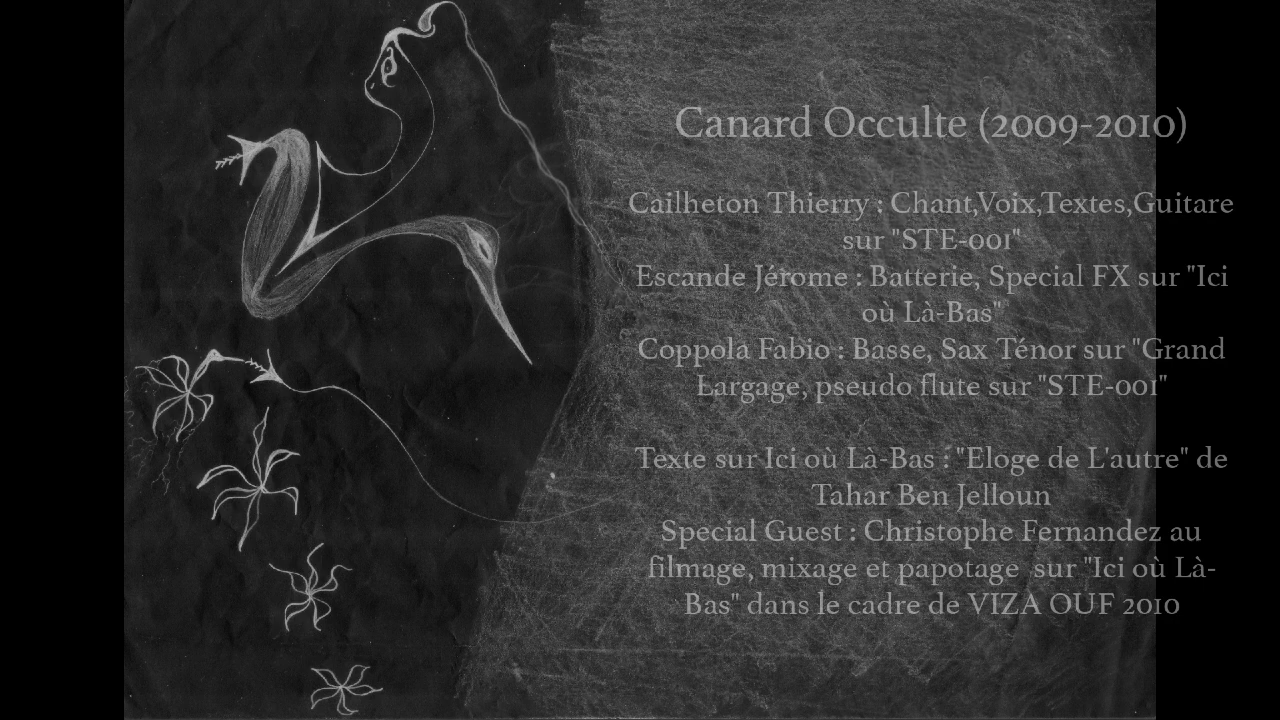 Canard Occulte (2009-2010)
Cailheton Thierry : Chant,Voix,Textes,Guitare
sur "STE-001"
Escande Jérome : Batterie, Special FX sur "Ici
où Là-Bas"
Coppola Fabio : Basse, Sax Ténor sur "Grand
Largage, pseudo flute sur "STE-001"
Texte sur Ici où Là-Bas : "Eloge de L'autre" de
Tahar Ben Jelloun
Special Guest : Christophe Fernandez au
filmage, mixage et papotage  sur "Ici où Là-
Bas" dans le cadre de VIZA OUF 2010